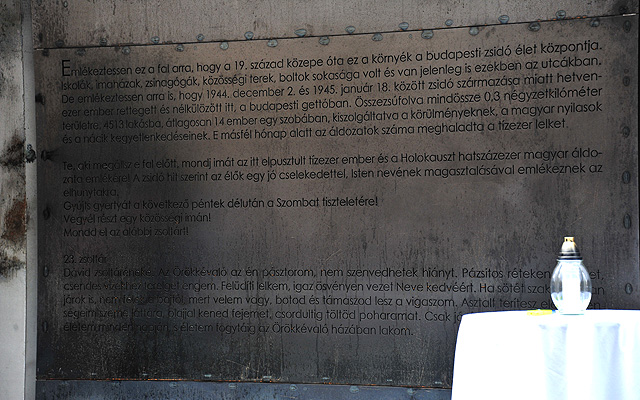 Emlékeztessen ez a fal arra, hogy a 19. század közepe óta ez a környék a budapesti zsidó élet központja.
Iskolák, imaházak, zsinagógák, közösségi terek, boltok sokasága volt és van jelenleg is ezekben az utcákban.
De emlékeztessen arra is, hogy 1944. december 2. és 1945. január 18. között zsidó származása miatt hetven-
ezer ember rettegett és nélkülözött itt, a budapesti gettóban. Összezsúfolva mindössze 0,3 négyzetkilométer
területre, 4513 lakásba, átlagosan 14 ember egy szobában, kiszolgáltatva a körülményeknek, a magyar nyilasok
és a nácik kegyetlenkedéseinek. E másfél hónap alatt az áldozatok száma meghaladta a tízezer lelket.
Te, aki megállsz e fal előtt, mondj imát az itt elpusztult tízezer ember és a Holokauszt hatszázezer magyar áldo-
zata emlékére! A zsidó hit szerint az élők egy jó cselekedettel, Isten nevének magasztalásával emlékeznek az
elhunytakra.
Gyújts gyertyát a következő péntek délután a Szombat tiszteletére!
Vegyél részt egy közösségi imán!
Mondd el az alábbi zsoltárt!
23. zsoltár
Dávid zsoltáréneke. Az Örökkévaló az én pásztorom, nem szenvedhetek hiányt. Pázsitos réteken
csendes vizekhez terelget engem. Felüdíti lelkem, igaz ösvényen vezet Neve kedvéért. Ha sötét
járok is, nem félek a bajtól, mert velem vagy, botod és támaszod lesz a vigaszom. Asztalt terítesz
ségeim szeme láttára, olajjal kened fejemet, csordultig töltöd poharamat. Csak
életem minden napján, s életem fogytáig az Örökkévaló házában lakom.